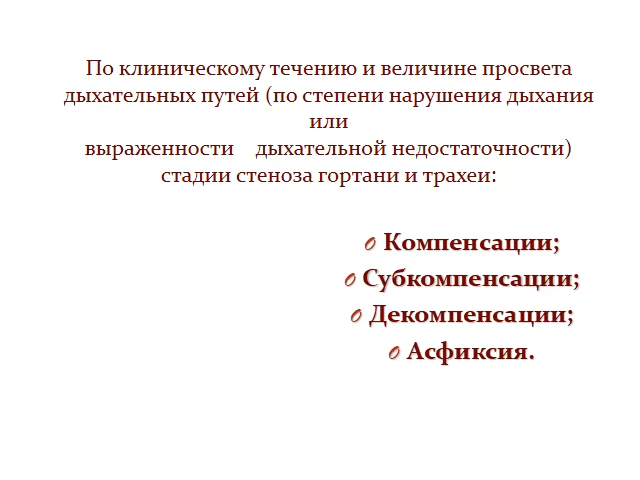 По клиническому течению и величине просвета
дыхательных путей (по степени нарушения дыхания
или
выраженности    дыхательной недостаточности)
стадии стеноза гортани и трахеи:
Компенсации;
Субкомпенсации;
Декомпенсации;
Асфиксия.